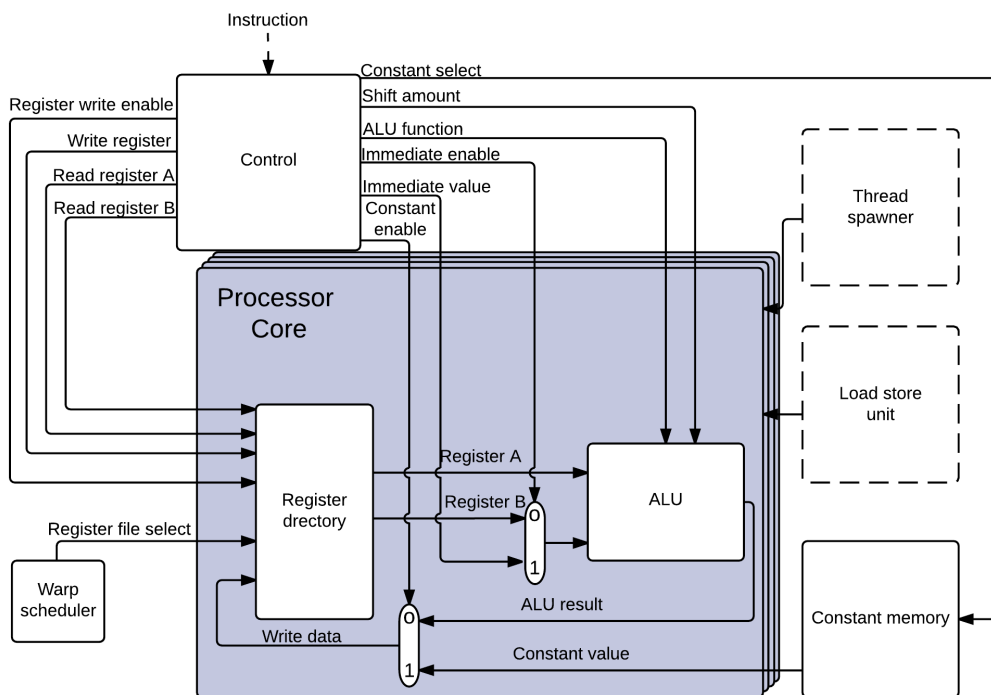 Instruction
Constant select
Shift amount
Register write enable
ALU function
Write register
Immediate enable
Control
Read register A
Immediate value
Read register B
Constant
enable
Thread
spawner
Processor
Core
Load store
unit
Register A
Register B
Register
drectory
ALU
o
1
Register file select
Warp
scheduler
ALU result
o
1
Write data
Constant value
Constant memory